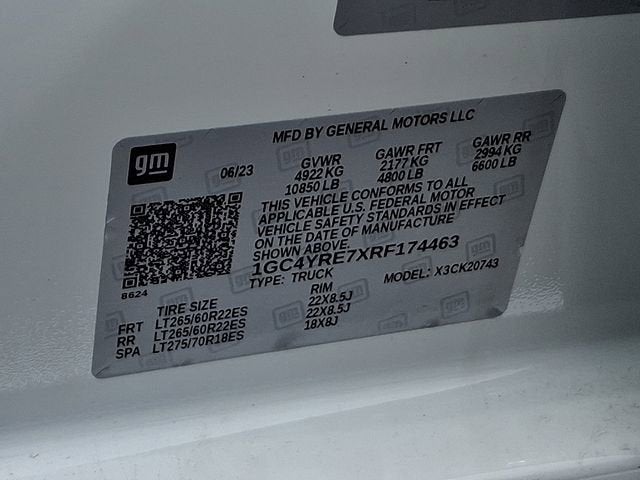 MFD BY GENERAL MOTORS LLC
gm
06/23
GVWR GAWR FRT GAWR RR
4922 KG 2177 KG 2994 KG
10850 LB 4800 LB 6600 LB
THIS VEHICLE CONFORMS TO ALL
APPLICABLE U.S. FEDERAL MOTOR
VEHICLE SAFETY STANDARDS IN EFFECT
ON THE DATE OF MANUFACTURE
SHOWN ABOVE.
1GC4YRE7XRF174463
TYPE: TRUCK MODEL: X3CK20743
8624
TIRE SIZE RIM
FRT LT265/60R22ES 22X8.5J
RR LT265/60R22ES 22X8.5J
SPA LT275/70R18ES 18X8J